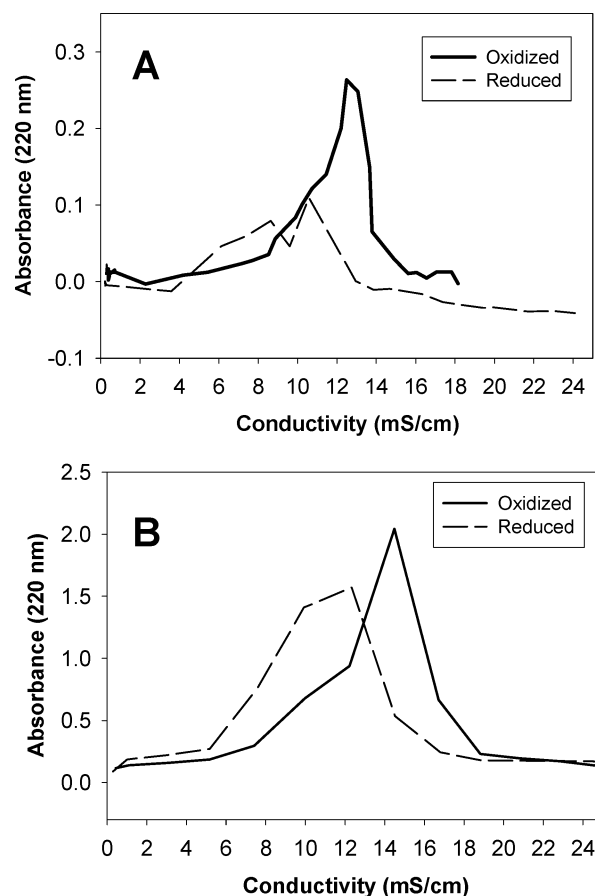 A
Oxidized
Reduced
Absorbance (220 nm)
0.3
0.2
0.1
0.0
-0.1
0 2 4 6 8 10 12 14 16 18 20 22 24
Conductivity (mS/cm)
B
Oxidized
Reduced
Absorbance (220 nm)
2.5
2.0
1.5
1.0
0.5
0.0
0 2 4 6 8 10 12 14 16 18 20 22 24
Conductivity (mS/cm)